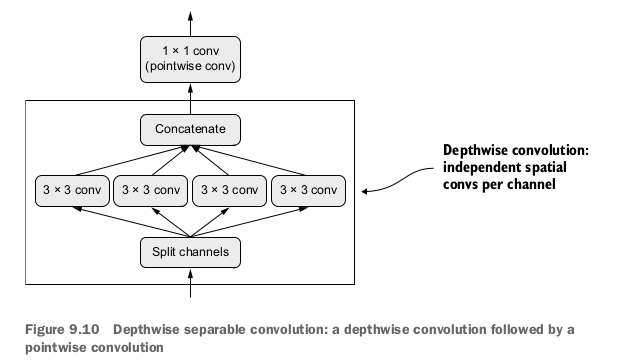 1 × 1 conv
(pointwise conv)
Concatenate
Depthwise convolution:
independent spatial
convs per channel
3 × 3 conv
3 × 3 conv
3 × 3 conv
3 × 3 conv
Split channels
Figure 9.10 Depthwise separable convolution: a depthwise convolution followed by a
pointwise convolution